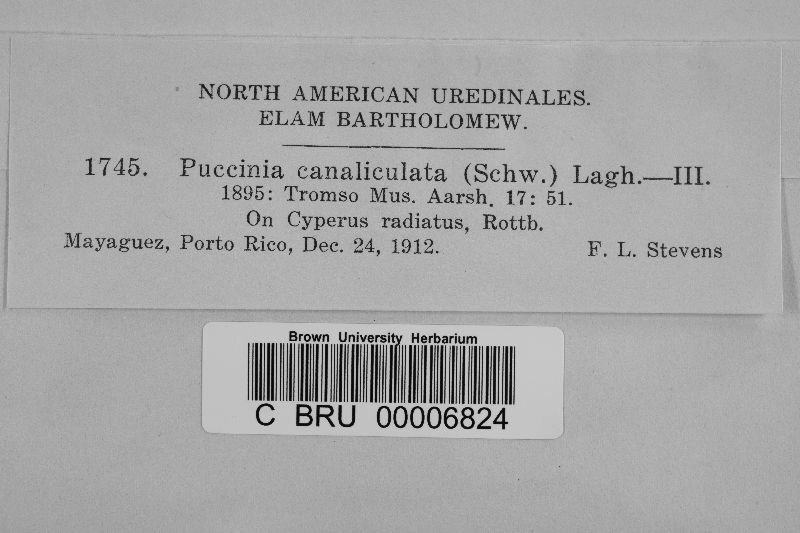 NORTH AMERICAN UREDINALES.
ELAM BARTHOLOMEW.
1745. Puccinia canaliculata (Schw.) Lagh.—III.
1895: Tromso Mus. Aarsh. 17: 51.
On Cyperus radiatus, Rottb.
Mayaguez, Porto Rico, Dec. 24, 1912. F. L. Stevens
Brown University Herbarium
C BRU 00006824